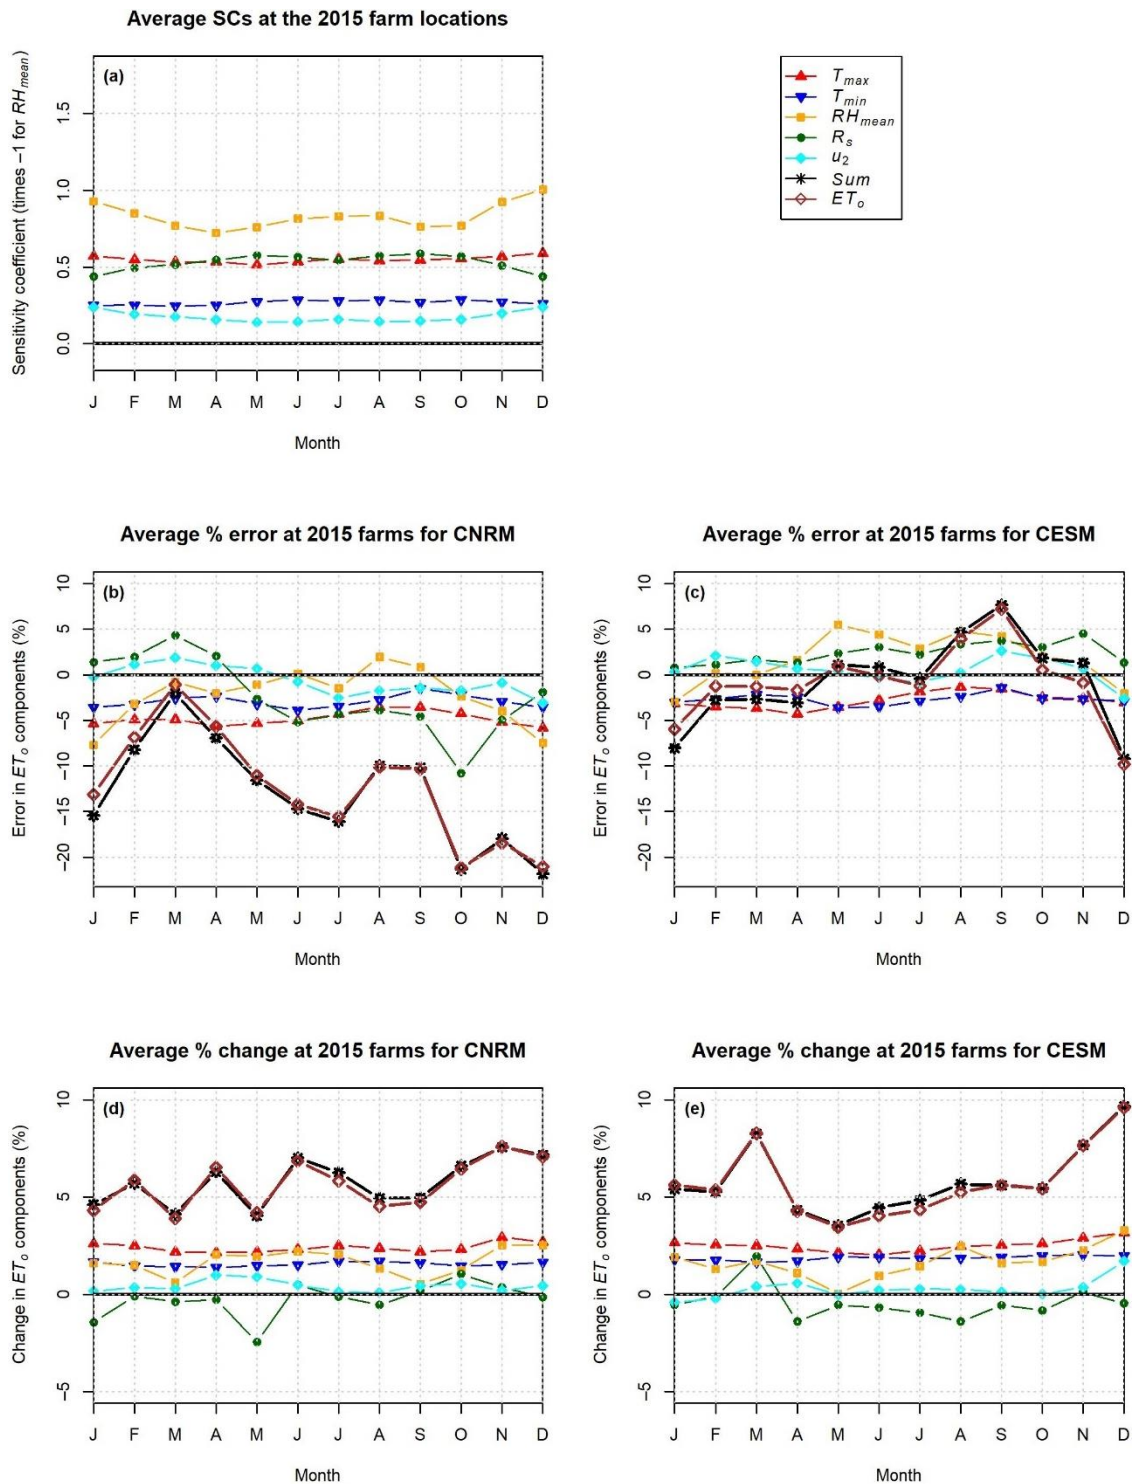 Average SCs at the 2015 farm locations
Sensitivity coefficient (times −1 for RHmean)
(a)
1.5
1.0
0.5
0.0
J F M A M J J A S O N D
Month
Tmax
Tmin
RHmean
Rs
u2
Sum
ETo
Average % error at 2015 farms for CNRM
Error in ETo components (%)
(b)
10
5
0
−5
−10
−15
−20
J F M A M J J A S O N D
Month
Average % error at 2015 farms for CESM
Error in ETo components (%)
(c)
10
5
0
−5
−10
−15
−20
J F M A M J J A S O N D
Month
Average % change at 2015 farms for CNRM
Change in ETo components (%)
(d)
10
5
0
−5
J F M A M J J A S O N D
Month
Average % change at 2015 farms for CESM
Change in ETo components (%)
(e)
10
5
0
−5
J F M A M J J A S O N D
Month